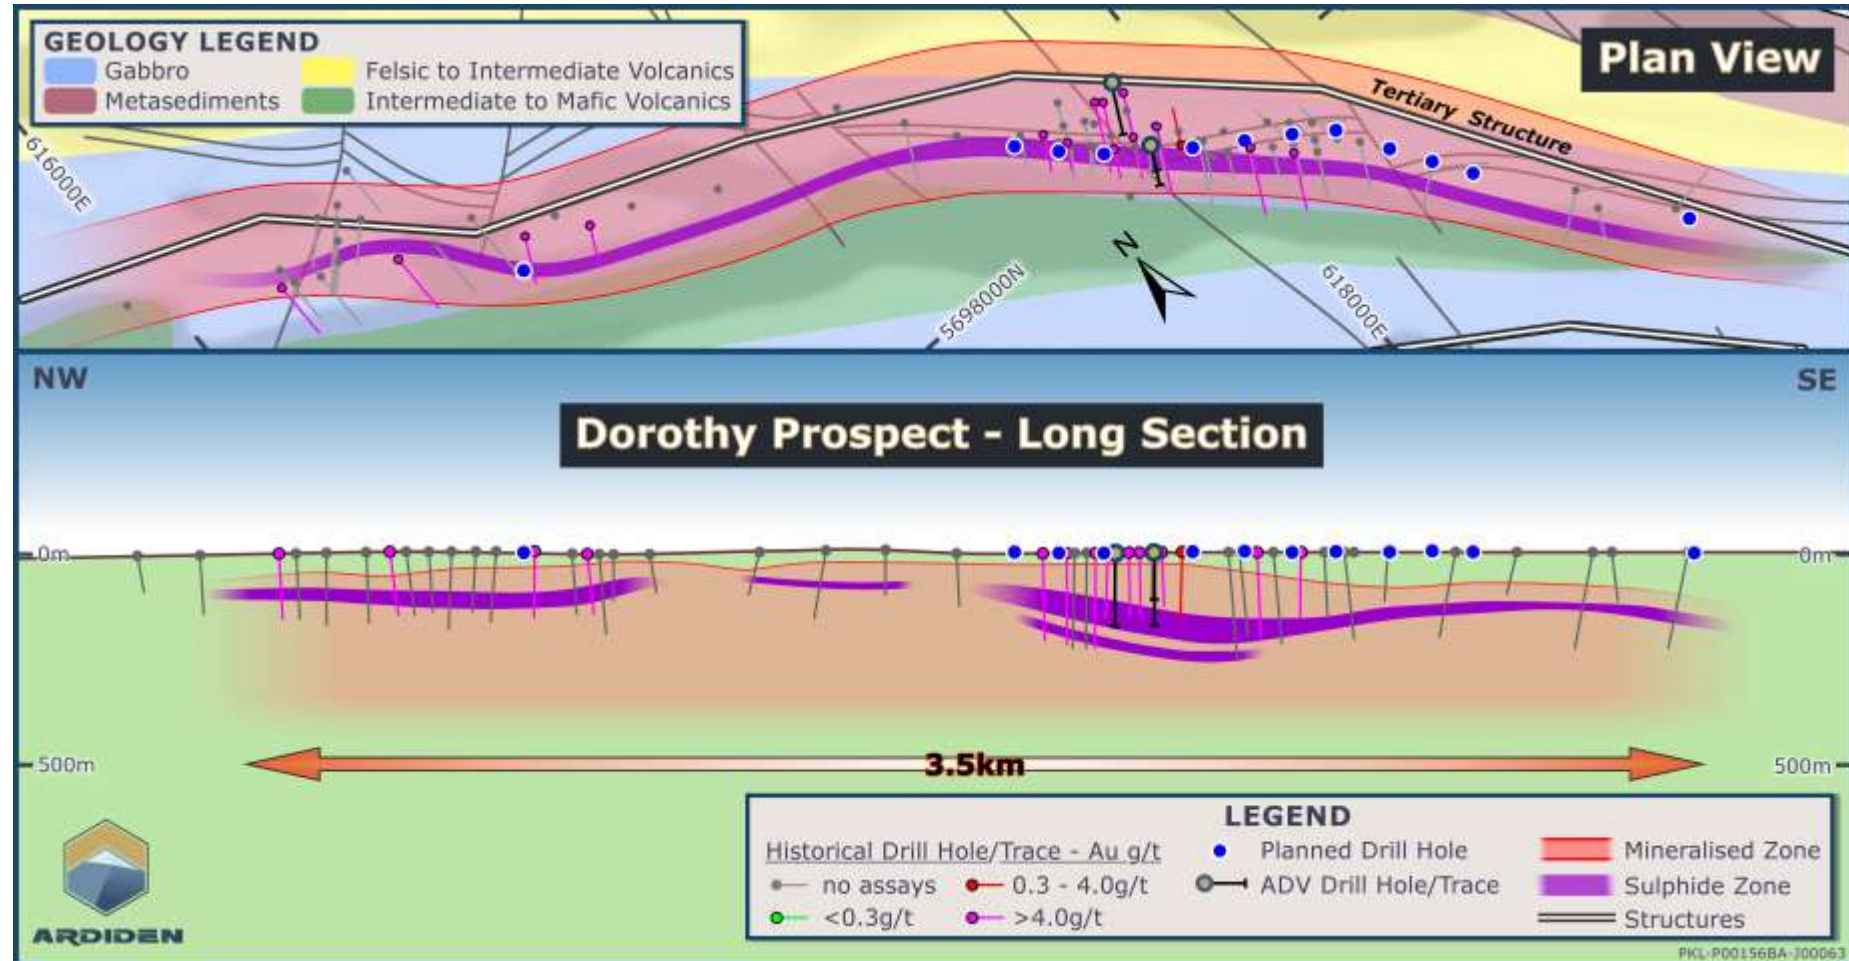 GEOLOGY LEGEND
Gabbro
Felsic to Intermediate Volcanics
Metasediments
Intermediate to Mafic Volcanics
Plan View
Tertiary Structure
616000E
N
5698000N
618000E
NW
SE
Dorothy Prospect - Long Section
0m
0m
3.5km
500m
500m
LEGEND
Historical Drill Hole/Trace - Au g/t
no assays
0.3 - 4.0g/t
<0.3g/t
>4.0g/t
Planned Drill Hole
ADV Drill Hole/Trace
Mineralised Zone
Sulphide Zone
Structures
ARDIDEN
PKL-P00156BA-J00063